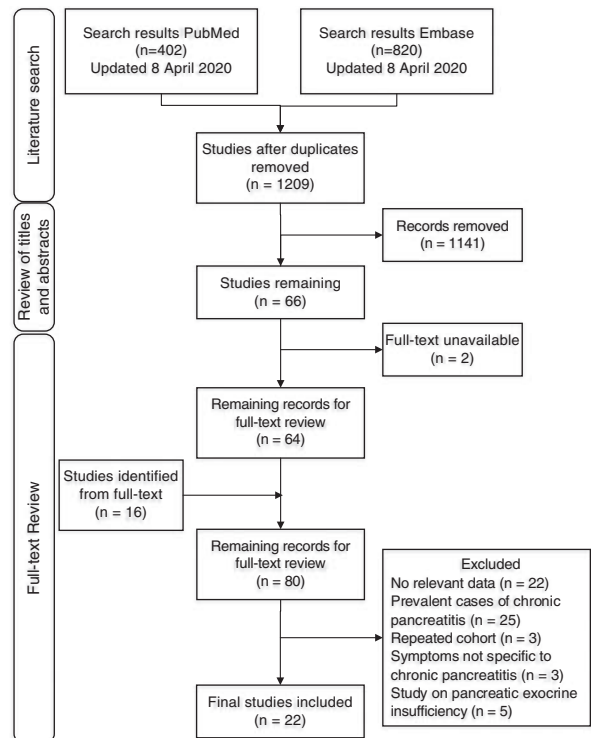 Literature search
Search results PubMed
(n=402)
Updated 8 April 2020
Search results Embase
(n=820)
Updated 8 April 2020
Studies after duplicates
removed
(n = 1209)
Review of titles
and abstracts
Records removed
(n = 1141)
Studies remaining
(n = 66)
Full-text Review
Full-text unavailable
(n = 2)
Remaining records for
full-text review
(n = 64)
Studies identified
from full-text
(n = 16)
Remaining records for
full-text review
(n = 80)
Excluded
No relevant data (n = 22)
Prevalent cases of chronic
pancreatitis (n = 25)
Repeated cohort (n = 3)
Symptoms not specific to
chronic pancreatitis (n = 3)
Study on pancreatic exocrine
insufficiency (n = 5)
Final studies included
(n = 22)